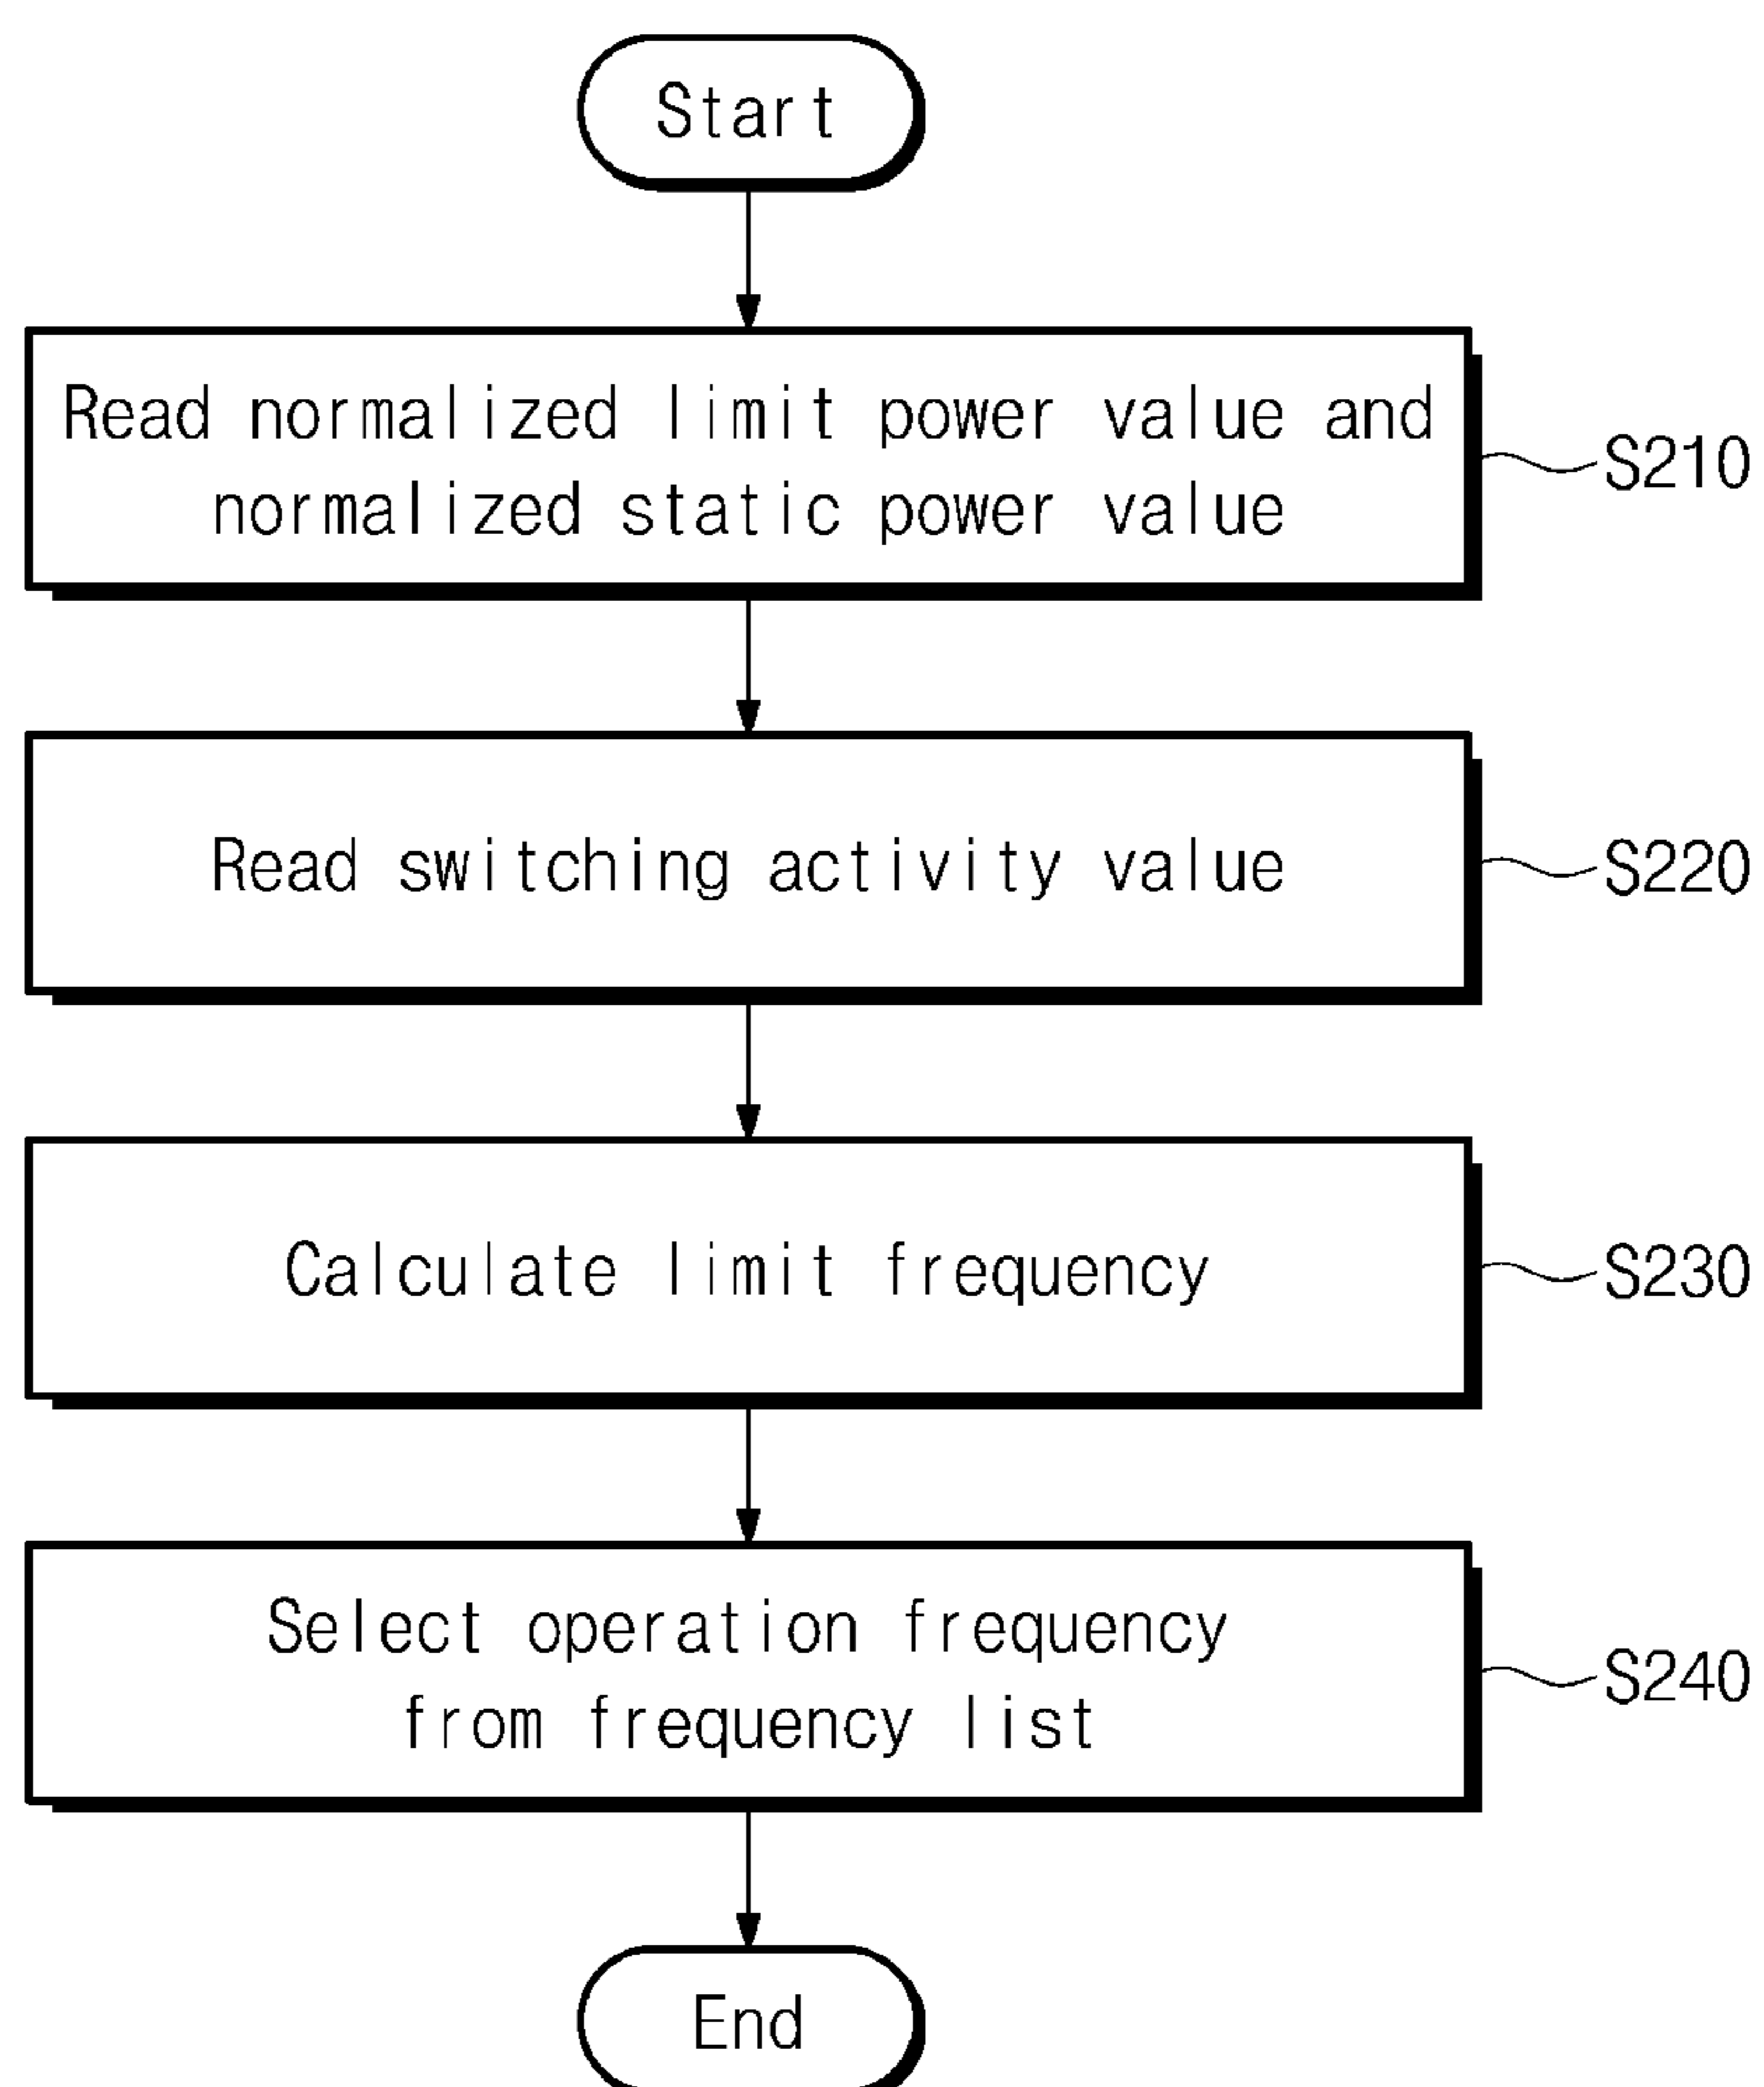 Start
Read normalized limit power value and
normalized static power value
S210
Read switching activity value
S220
Calculate limit frequency
S230
Select operation frequency
from frequency list
S240
End